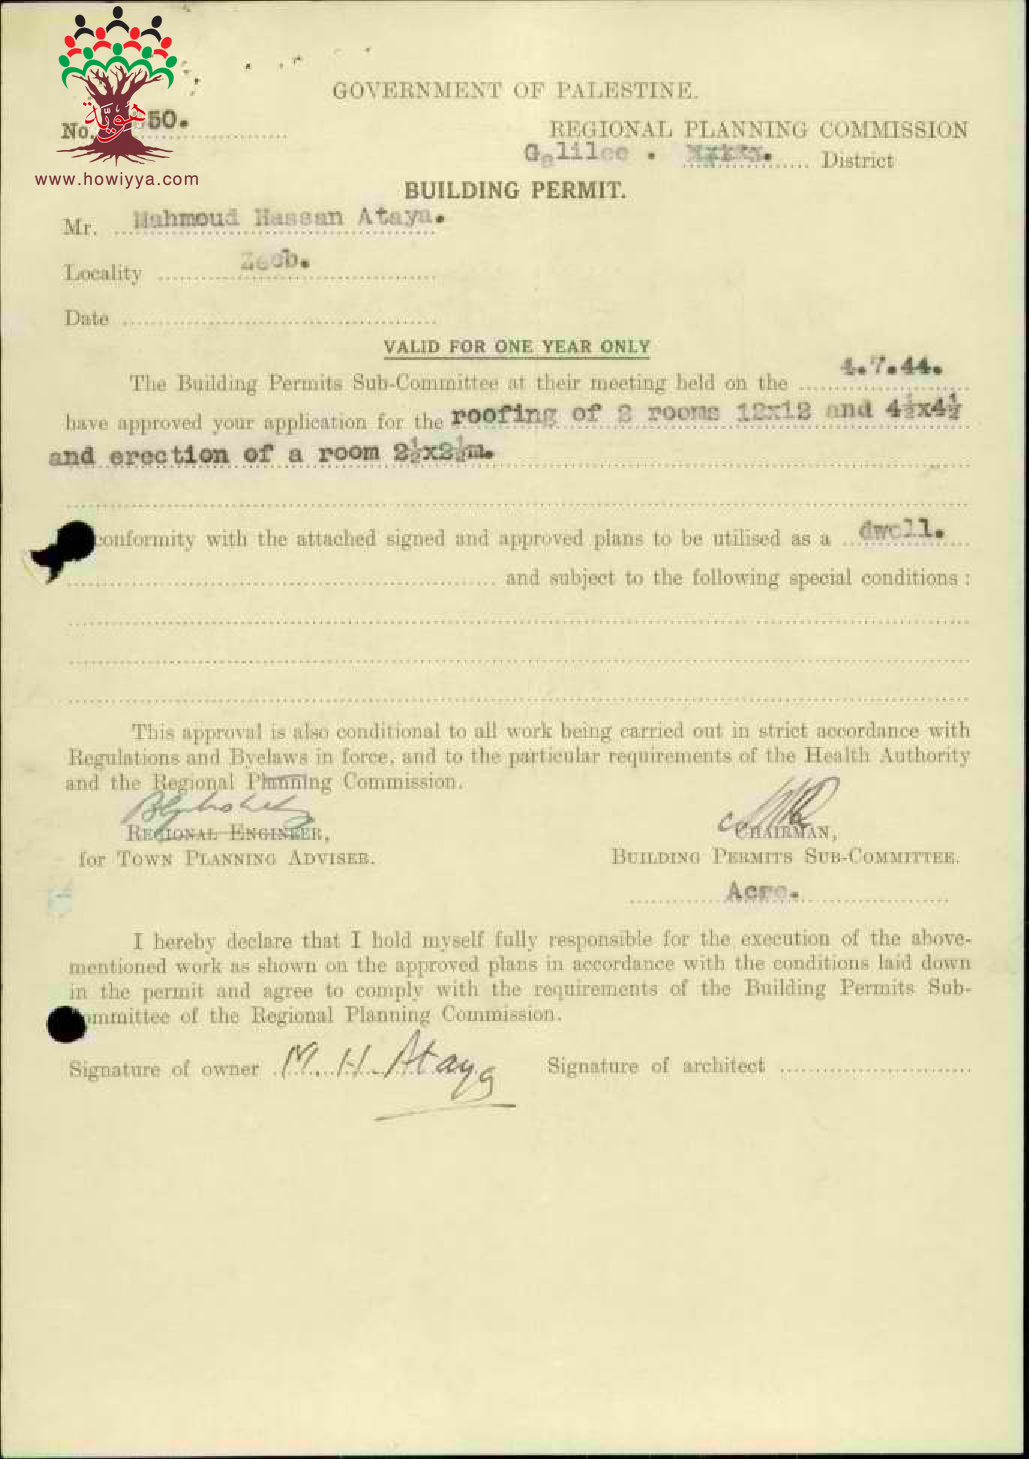 هويّة
www.howiyya.com
GOVERNMENT OF PALESTINE.
No. 50.
REGIONAL PLANNING COMMISSION
Galilee . District
BUILDING PERMIT.
Mr. Mahmoud Hassan Ataya.
Locality Zeeb.
Date
VALID FOR ONE YEAR ONLY
The Building Permits Sub-Committee at their meeting held on the 4.7.44.
have approved your application for the roofing of 2 rooms 12x12 and 4½x4½
and erection of a room 2½x2½m.
conformity with the attached signed and approved plans to be utilised as a dwell.
and subject to the following special conditions :
This approval is also conditional to all work being carried out in strict accordance with
Regulations and Byelaws in force, and to the particular requirements of the Health Authority
and the Regional Planning Commission.
REGIONAL ENGINEER,
for TOWN PLANNING ADVISER.
CHAIRMAN,
BUILDING PERMITS SUB-COMMITTEE.
Acre.
I hereby declare that I hold myself fully responsible for the execution of the above-
mentioned work as shown on the approved plans in accordance with the conditions laid down
in the permit and agree to comply with the requirements of the Building Permits Sub-
ommittee of the Regional Planning Commission.
Signature of owner M. H. Ataya Signature of architect